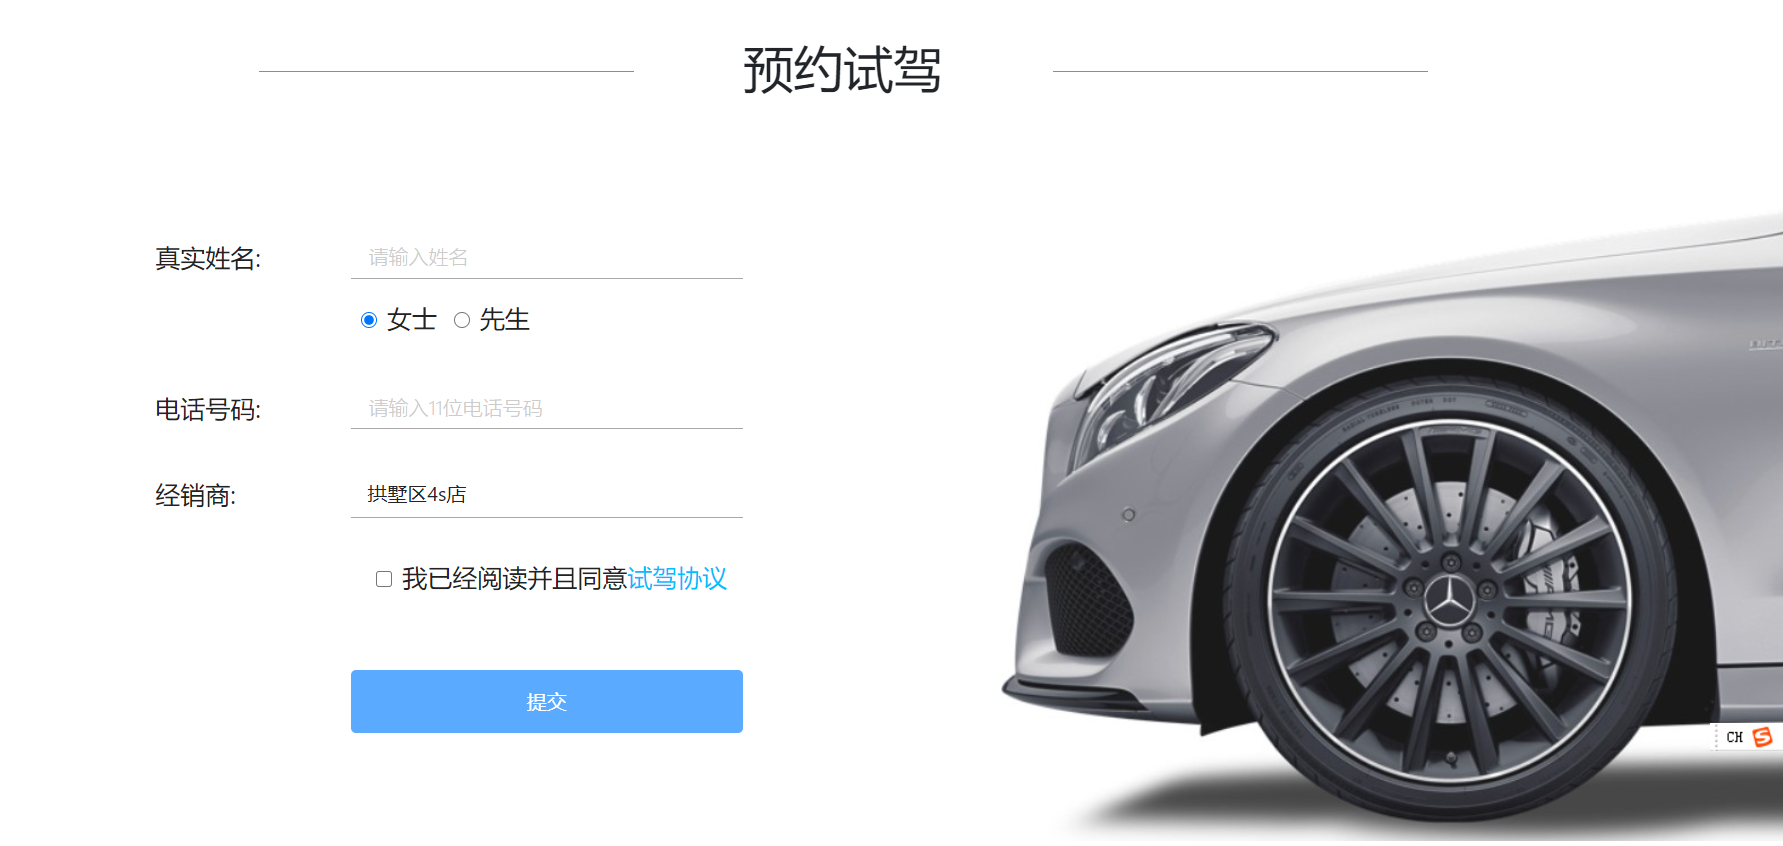 预约试驾
真实姓名:
请输入姓名
女士 先生
电话号码:
请输入11位电话号码
经销商:
拱墅区4s店
我已经阅读并且同意试驾协议
提交
CH